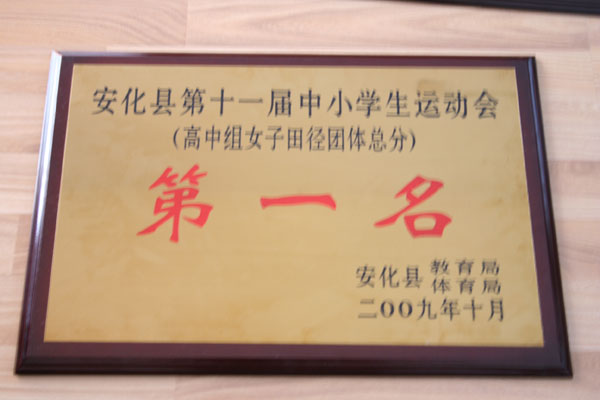 安化县第十一届中小学生运动会
(高中组女子田径团体总分)
第一名
安化县 教育局
体育局
二00九年十月